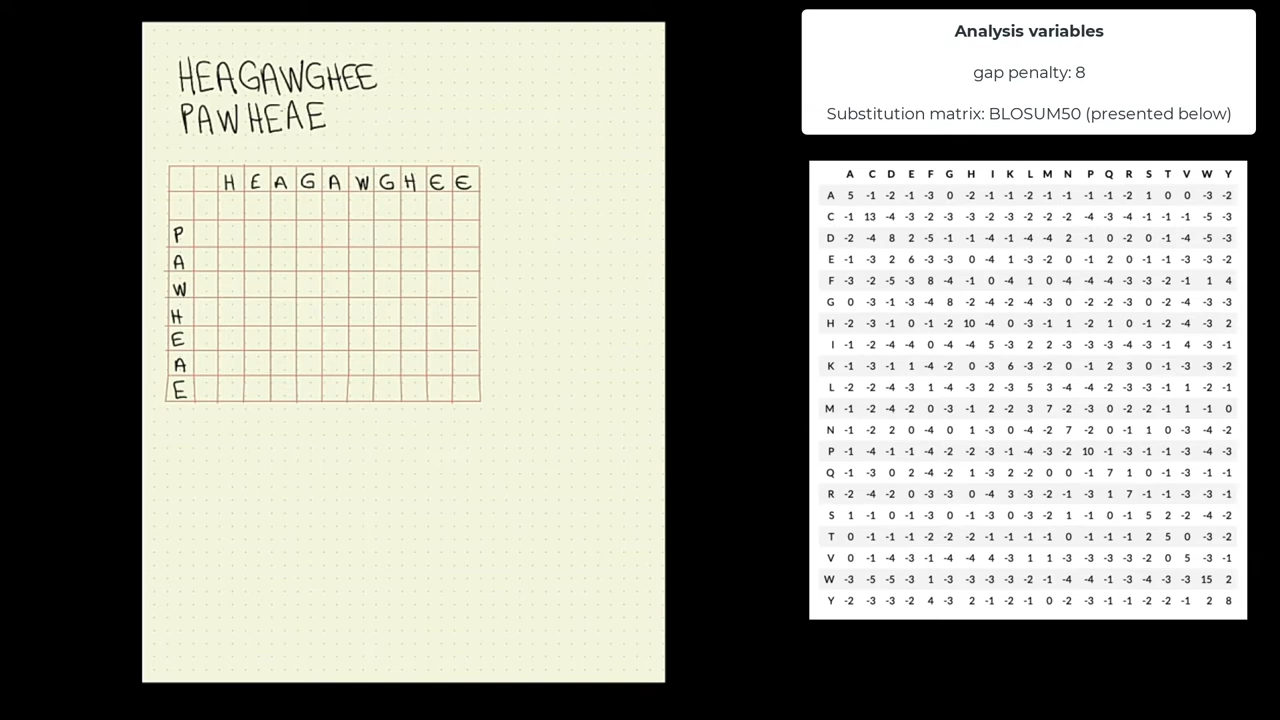 HEAGAWGHEE
PAWHEAE
H E A G A W G H E E
P
A
W
H
E
A
E
Analysis variables
gap penalty: 8
Substitution matrix: BLOSUM50 (presented below)
A C D E F G H I K L M N P Q R S T V W Y
A 5 -1 -2 -1 -3 0 -2 -1 -1 -2 -1 -1 -1 -1 -2 1 0 0 -3 -2
C -1 13 -4 -3 -2 -3 -3 -2 -3 -2 -2 -2 -4 -3 -4 -1 -1 -1 -5 -3
D -2 -4 8 2 -5 -1 -1 -4 -1 -4 -4 2 -1 0 -2 0 -1 -4 -5 -3
E -1 -3 2 6 -3 -3 0 -4 1 -3 -2 0 -1 2 0 -1 -1 -3 -3 -2
F -3 -2 -5 -3 8 -4 -1 0 -4 1 0 -4 -4 -4 -3 -3 -2 -1 1 4
G 0 -3 -1 -3 -4 8 -2 -4 -2 -4 -3 0 -2 -2 -3 0 -2 -4 -3 -3
H -2 -3 -1 0 -1 -2 10 -4 0 -3 -1 1 -2 1 0 -1 -2 -4 -3 2
I -1 -2 -4 -4 0 -4 -4 5 -3 2 2 -3 -3 -3 -4 -3 -1 4 -3 -1
K -1 -3 -1 1 -4 -2 0 -3 6 -3 -2 0 -1 2 3 0 -1 -3 -3 -2
L -2 -2 -4 -3 1 -4 -3 2 -3 5 3 -4 -4 -2 -3 -3 -1 1 -2 -1
M -1 -2 -4 -2 0 -3 -1 2 -2 3 7 -2 -3 0 -2 -2 -1 1 -1 0
N -1 -2 2 0 -4 0 1 -3 0 -4 -2 7 -2 0 -1 1 0 -3 -4 -2
P -1 -4 -1 -1 -4 -2 -2 -3 -1 -4 -3 -2 10 -1 -3 -1 -1 -3 -4 -3
Q -1 -3 0 2 -4 -2 1 -3 2 -2 0 0 -1 7 1 0 -1 -3 -1 -1
R -2 -4 -2 0 -3 -3 0 -4 3 -3 -2 -1 -3 1 7 -1 -1 -3 -3 -1
S 1 -1 0 -1 -3 0 -1 -3 0 -3 -2 1 -1 0 -1 5 2 -2 -4 -2
T 0 -1 -1 -1 -2 -2 -2 -1 -1 -1 -1 0 -1 -1 -1 2 5 0 -3 -2
V 0 -1 -4 -3 -1 -4 -4 4 -3 1 1 -3 -3 -3 -3 -2 0 5 -3 -1
W -3 -5 -5 -3 1 -3 -3 -3 -3 -2 -1 -4 -4 -1 -3 -4 -3 -3 15 2
Y -2 -3 -3 -2 4 -3 2 -1 -2 -1 0 -2 -3 -1 -1 -2 -2 -1 2 8